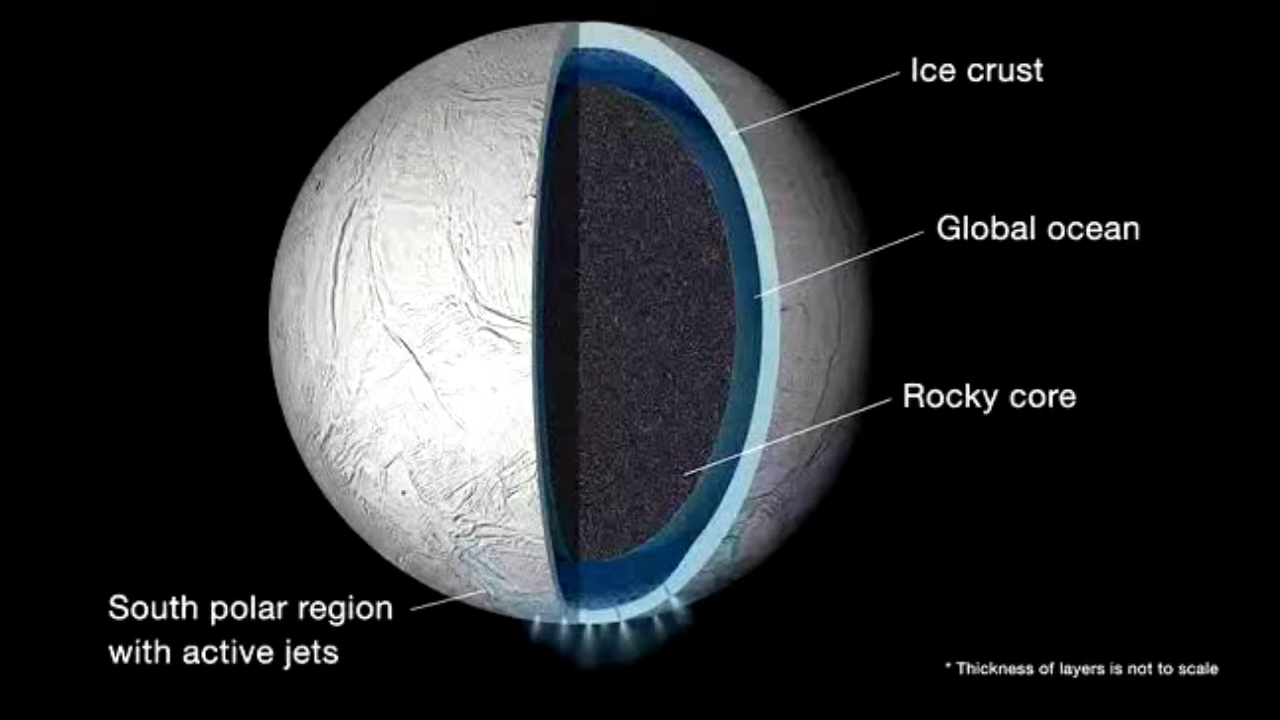 Ice crust
Global ocean
Rocky core
South polar region
with active jets
* Thickness of layers is not to scale